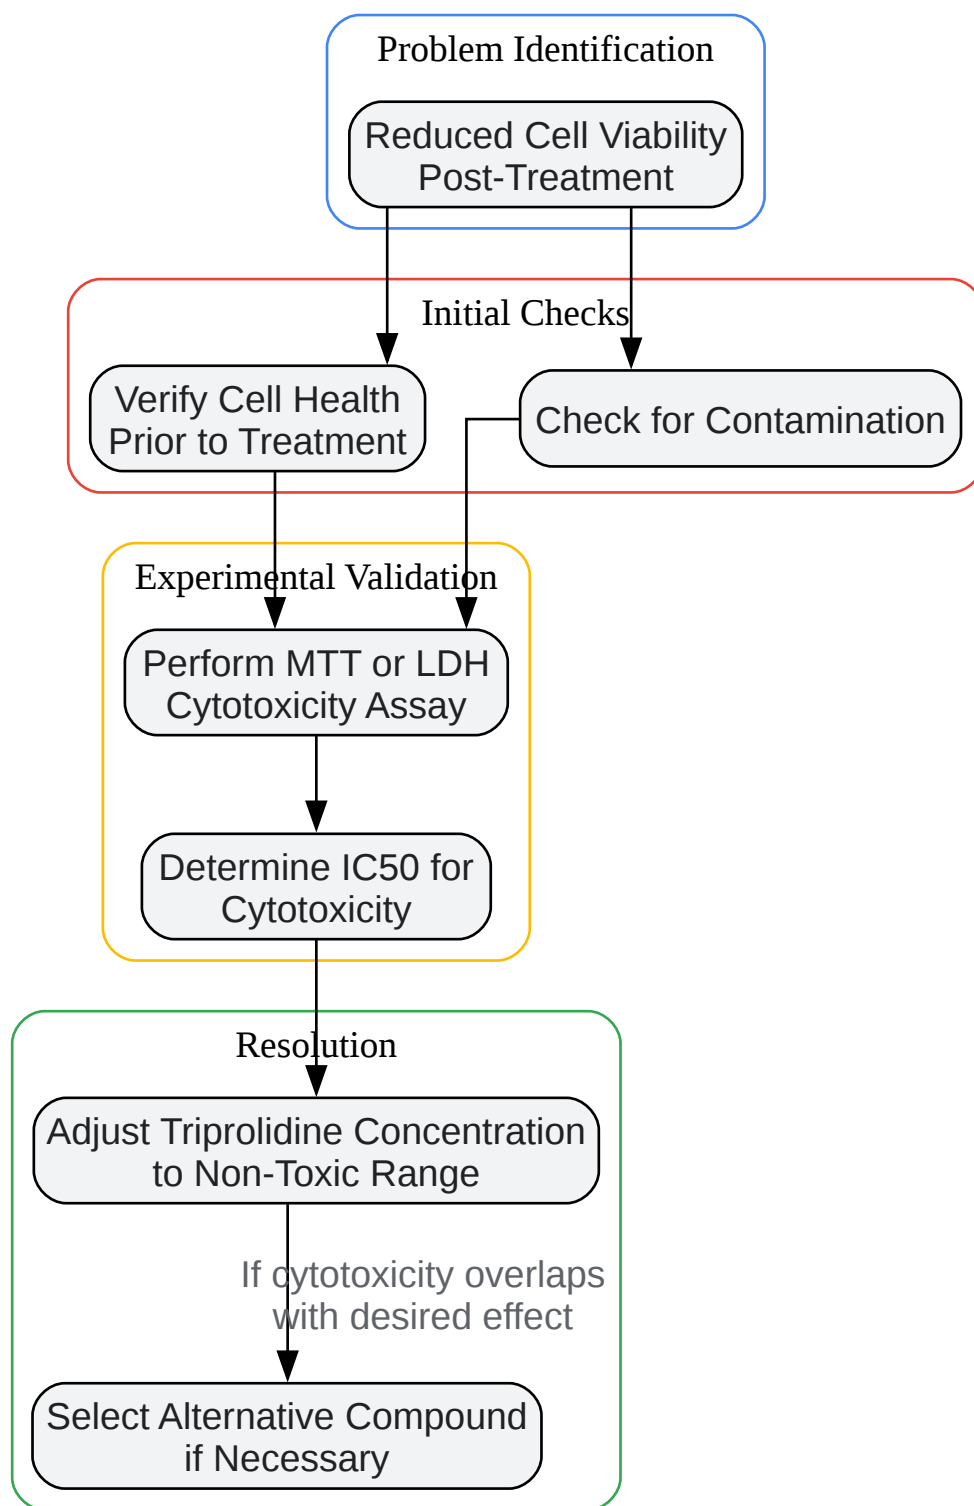 Problem Identification
Reduced Cell Viability
Post-Treatment
Initial Checks
Verify Cell Health
Prior to Treatment
Check for Contamination
Experimental Validation
Perform MTT or LDH
Cytotoxicity Assay
Determine IC50 for
Cytotoxicity
Resolution
Adjust Triprolidine Concentration
to Non-Toxic Range
If cytotoxicity overlaps
with desired effect
Select Alternative Compound
if Necessary